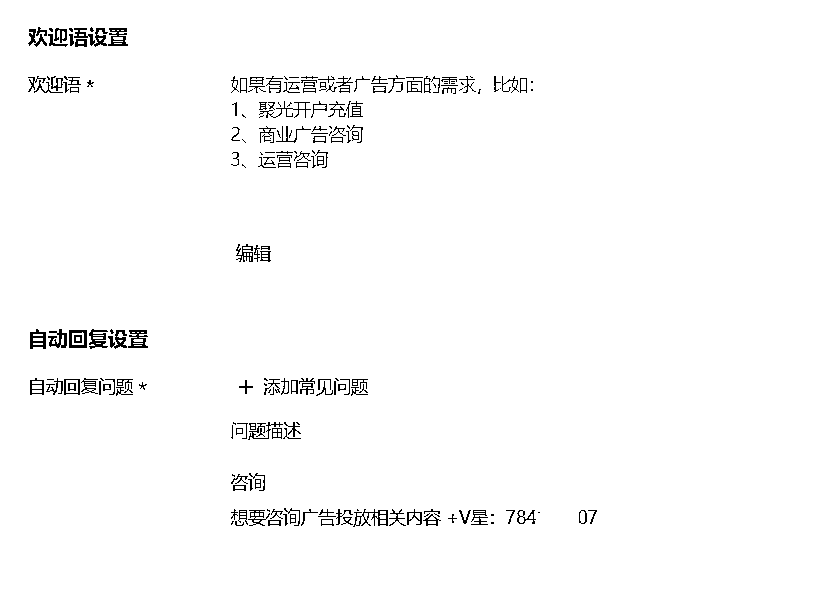 欢迎语设置
欢迎语 *
如果有运营或者广告方面的需求，比如：
1、聚光开户充值
2、商业广告咨询
3、运营咨询
编辑
自动回复设置
自动回复问题 *
＋ 添加常见问题
问题描述
咨询
想要咨询广告投放相关内容 +V星：784 07